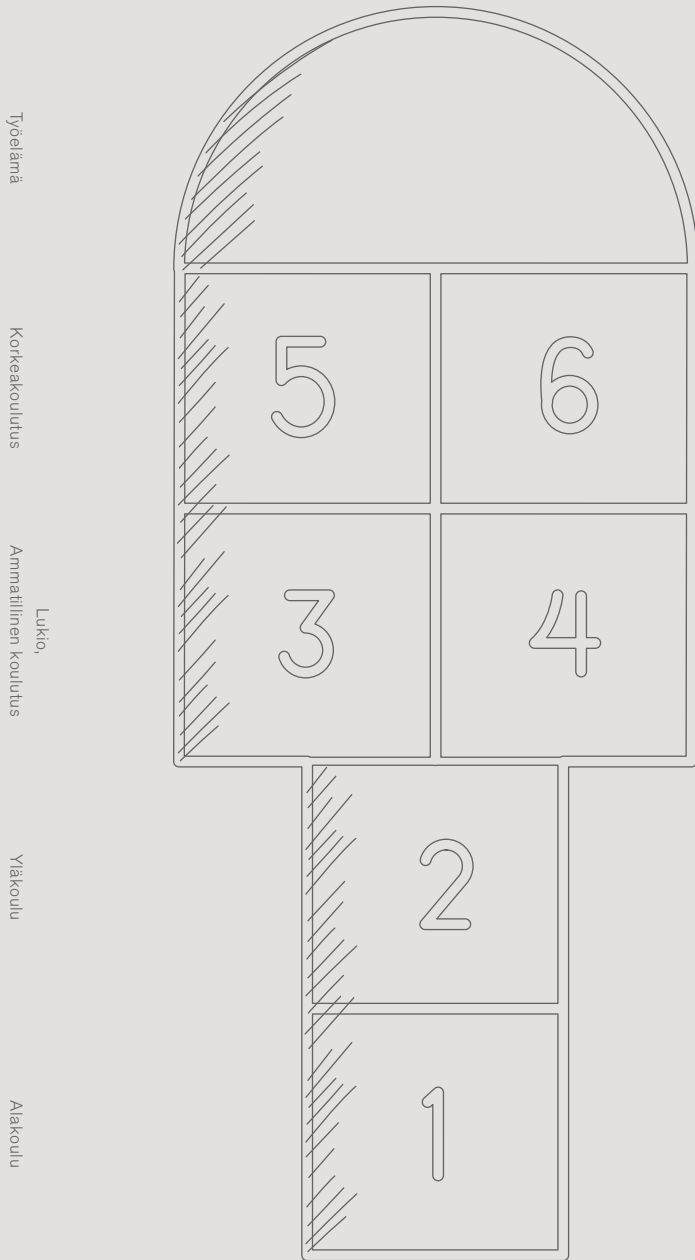 Työelämä
Korkeakoulutus
Lukio,
Ammatillinen koulutus
Yläkoulu
Alakoulu
5
6
3
4
2
1